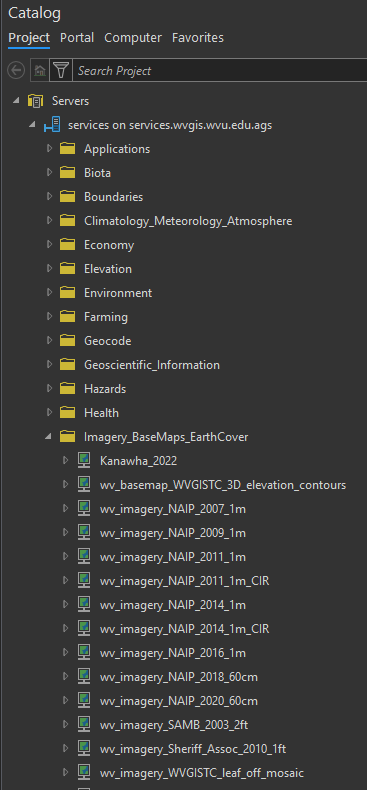 Catalog
Project Portal Computer Favorites
Search Project
Servers
services on services.wvgis.wvu.edu.ags
Applications
Biota
Boundaries
Climatology_Meteorology_Atmosphere
Economy
Elevation
Environment
Farming
Geocode
Geoscientific_Information
Hazards
Health
Imagery_BaseMaps_EarthCover
Kanawha_2022
wv_basemap_WVGISTC_3D_elevation_contours
wv_imagery_NAIP_2007_1m
wv_imagery_NAIP_2009_1m
wv_imagery_NAIP_2011_1m
wv_imagery_NAIP_2011_1m_CIR
wv_imagery_NAIP_2014_1m
wv_imagery_NAIP_2014_1m_CIR
wv_imagery_NAIP_2016_1m
wv_imagery_NAIP_2018_60cm
wv_imagery_NAIP_2020_60cm
wv_imagery_SAMB_2003_2ft
wv_imagery_Sheriff_Assoc_2010_1ft
wv_imagery_WVGISTC_leaf_off_mosaic